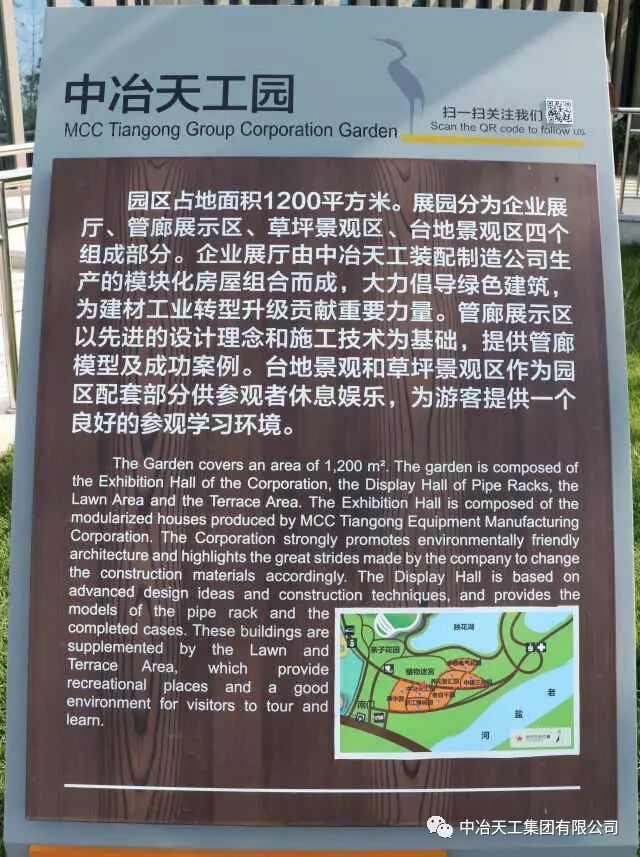 中冶天工园
MCC Tiangong Group Corporation Garden
扫一扫关注我们
Scan the QR code to follow us
园区占地面积1200平方米。展园分为企业展
厅、管廊展示区、草坪景观区、台地景观区四个
组成部分。企业展厅由中冶天工装配制造公司生
产的模块化房屋组合而成，大力倡导绿色建筑，
为建材工业转型升级贡献重要力量。管廊展示区
以先进的设计理念和施工技术为基础，提供管廊
模型及成功案例。台地景观和草坪景观区作为园
区配套部分供参观者休息娱乐，为游客提供一个
良好的参观学习环境。
The Garden covers an area of 1,200 m². The garden is composed of
the Exhibition Hall of the Corporation, the Display Hall of Pipe Racks, the
Lawn Area and the Terrace Area. The Exhibition Hall is composed of the
modularized houses produced by MCC Tiangong Equipment Manufacturing
Corporation. The Corporation strongly promotes environmentally friendly
architecture and highlights the great strides made by the company to change
the construction materials accordingly. The Display Hall is based on
advanced design ideas and construction techniques, and provides the
models of the pipe rack and the
completed cases. These buildings are
supplemented by the Lawn and
Terrace Area, which provide
recreational places and a good
environment for visitors to tour and
learn.
映花湖
亲子花园
植物迷宫
南门
老
盐
河
中冶天工集团有限公司